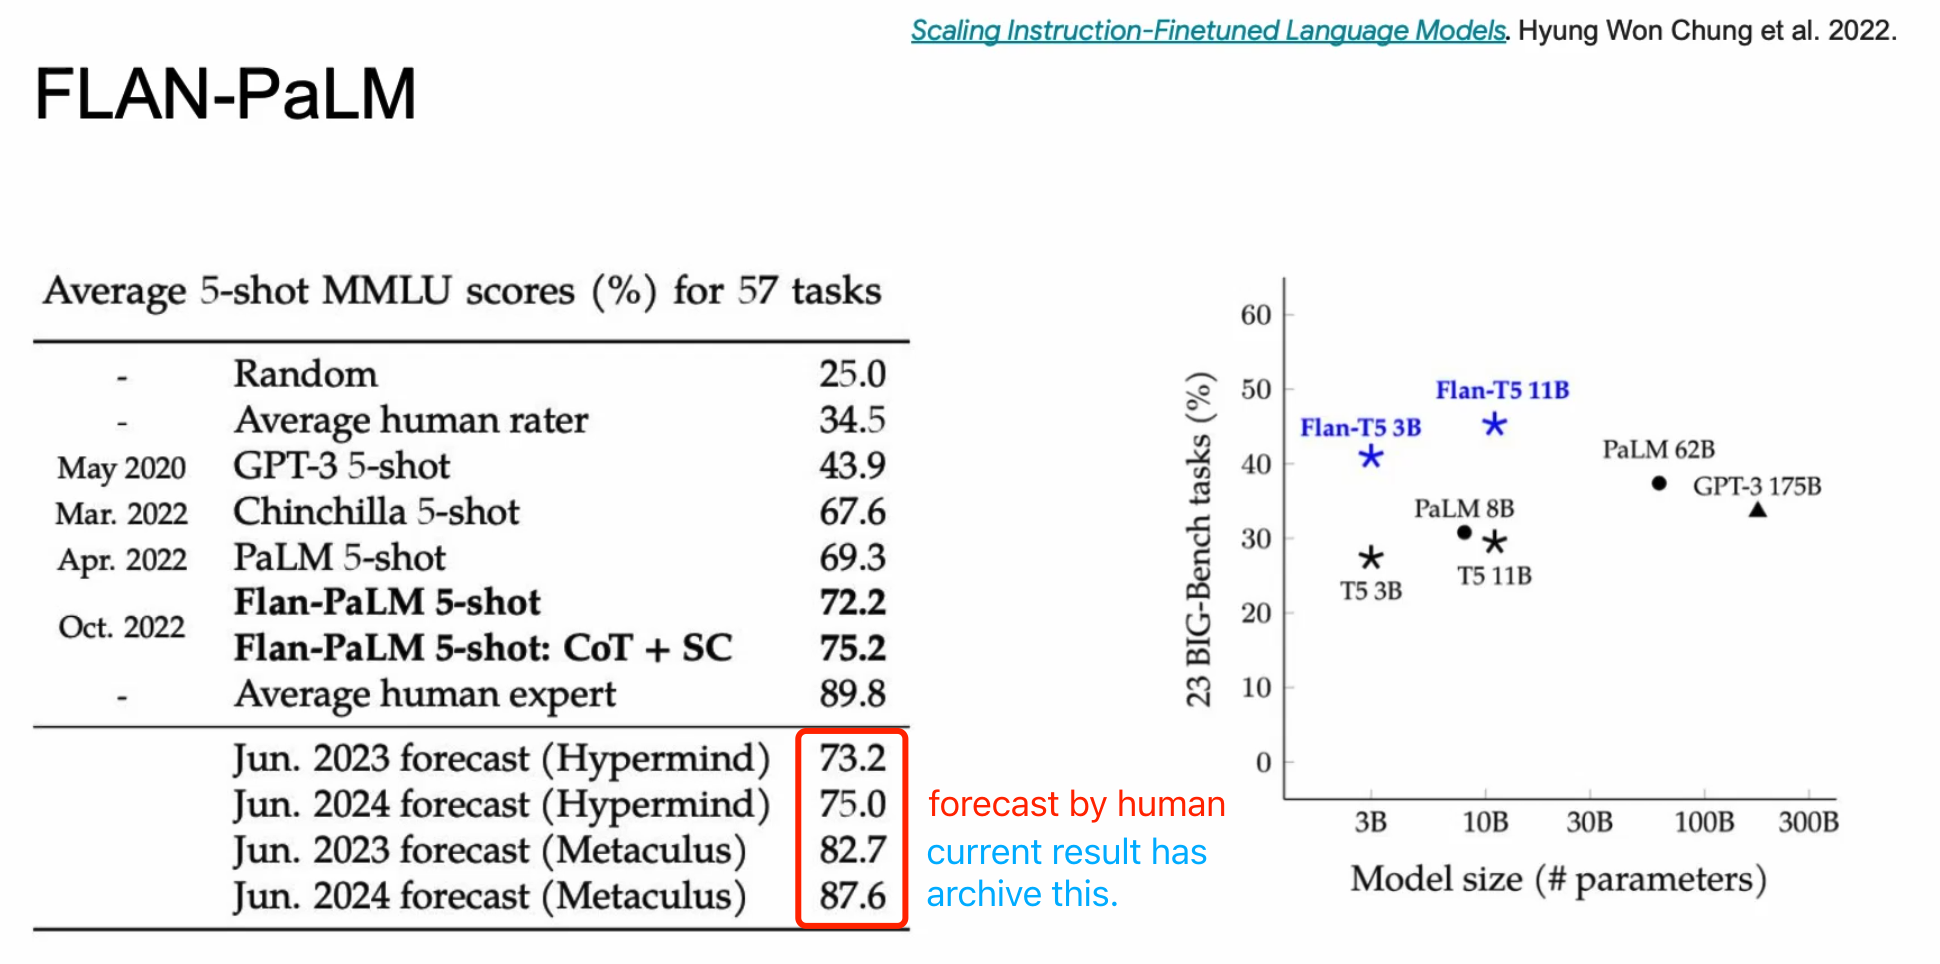 Scaling Instruction-Finetuned Language Models. Hyung Won Chung et al. 2022.
FLAN-PaLM
Average 5-shot MMLU scores (%) for 57 tasks
- Random 25.0
- Average human rater 34.5
May 2020 GPT-3 5-shot 43.9
Mar. 2022 Chinchilla 5-shot 67.6
Apr. 2022 PaLM 5-shot 69.3
Oct. 2022
Flan-PaLM 5-shot 72.2
Flan-PaLM 5-shot: CoT + SC 75.2
- Average human expert 89.8
Jun. 2023 forecast (Hypermind) 73.2
Jun. 2024 forecast (Hypermind) 75.0
Jun. 2023 forecast (Metaculus) 82.7
Jun. 2024 forecast (Metaculus) 87.6
forecast by human
current result has
archive this.
23 BIG-Bench tasks (%)
60
50
40
30
20
10
0
Flan-T5 11B
Flan-T5 3B
PaLM 62B
GPT-3 175B
PaLM 8B
T5 11B
T5 3B
3B 10B 30B 100B 300B
Model size (# parameters)